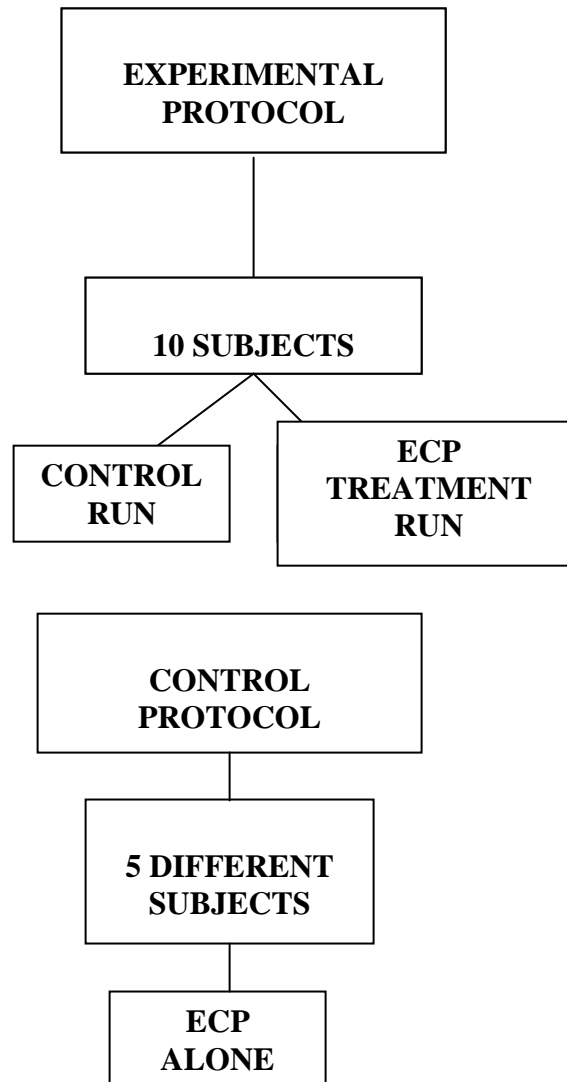 EXPERIMENTAL
PROTOCOL
10 SUBJECTS
CONTROL
RUN
ECP
TREATMENT
RUN
CONTROL
PROTOCOL
5 DIFFERENT
SUBJECTS
ECP
ALONE